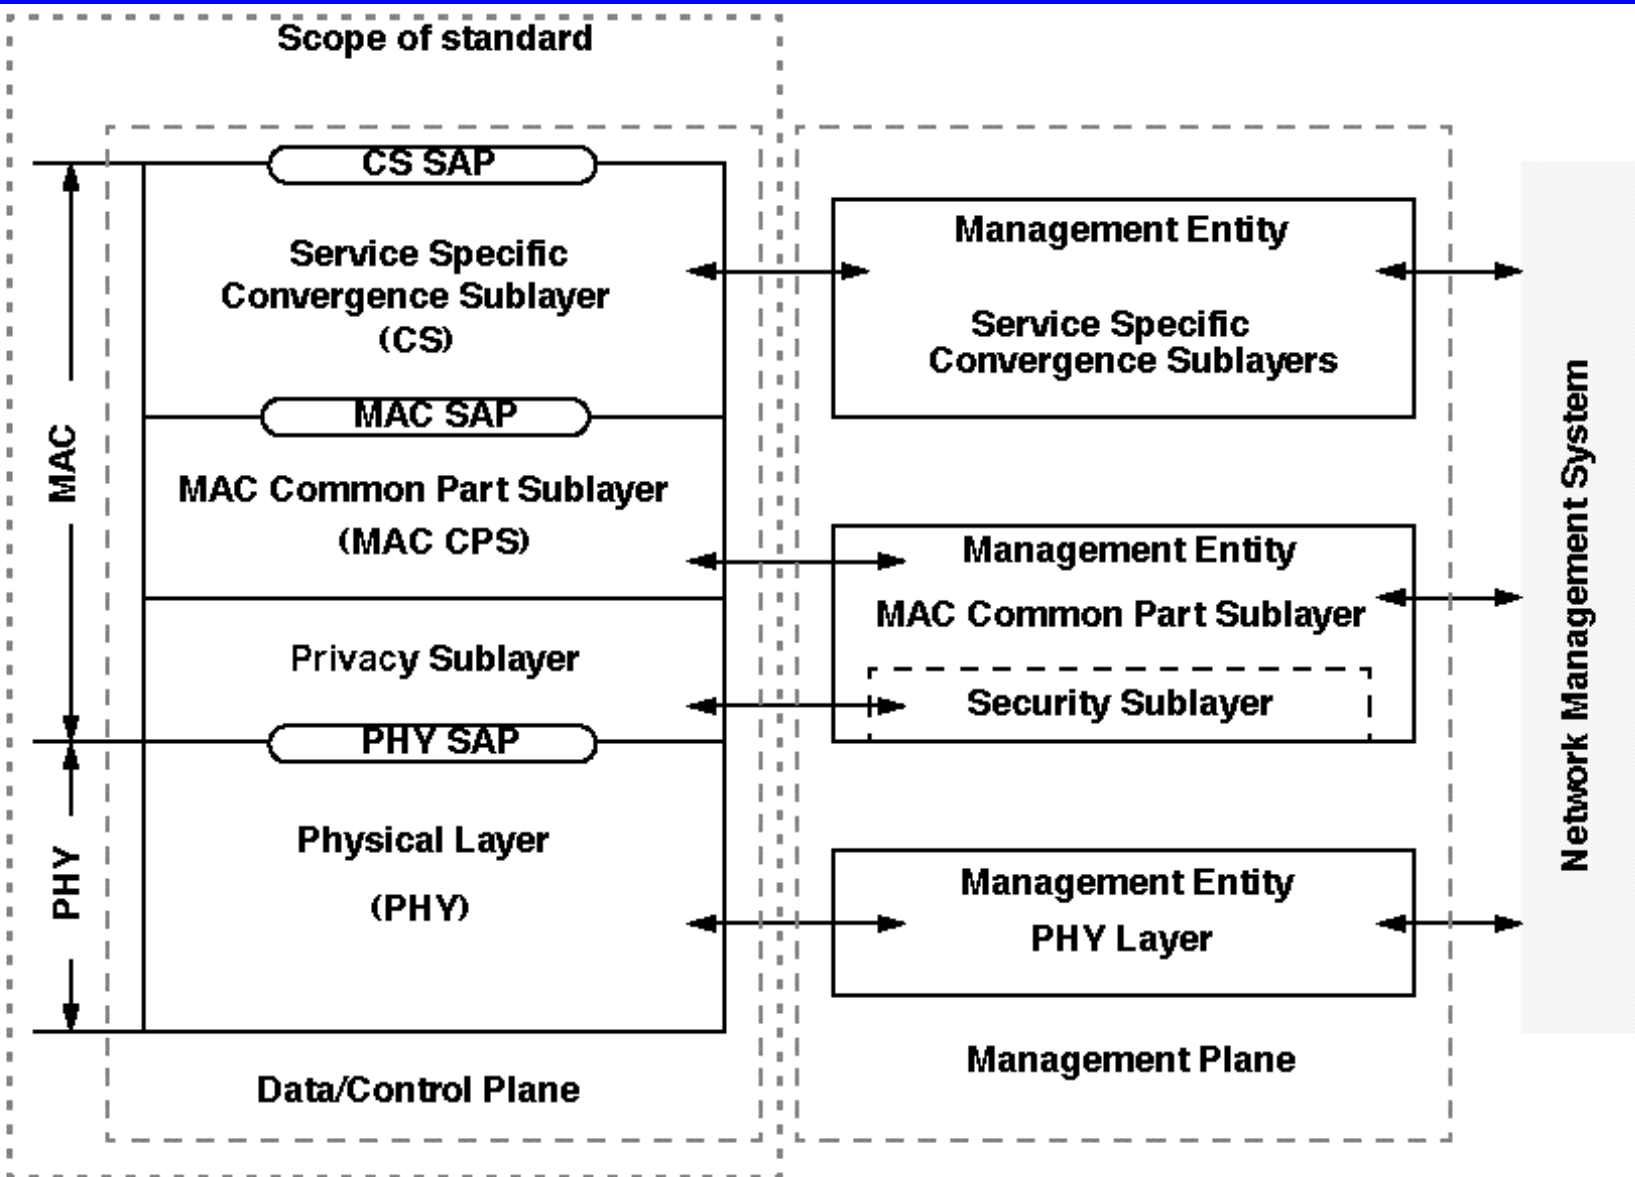 Scope of standard
CS SAP
Service Specific
Convergence Sublayer
(CS)
MAC SAP
MAC Common Part Sublayer
(MAC CPS)
Privacy Sublayer
PHY SAP
Physical Layer
(PHY)
Data/Control Plane
MAC
PHY
Management Entity
Service Specific
Convergence Sublayers
Management Entity
MAC Common Part Sublayer
Security Sublayer
Management Entity
PHY Layer
Management Plane
Network Management System